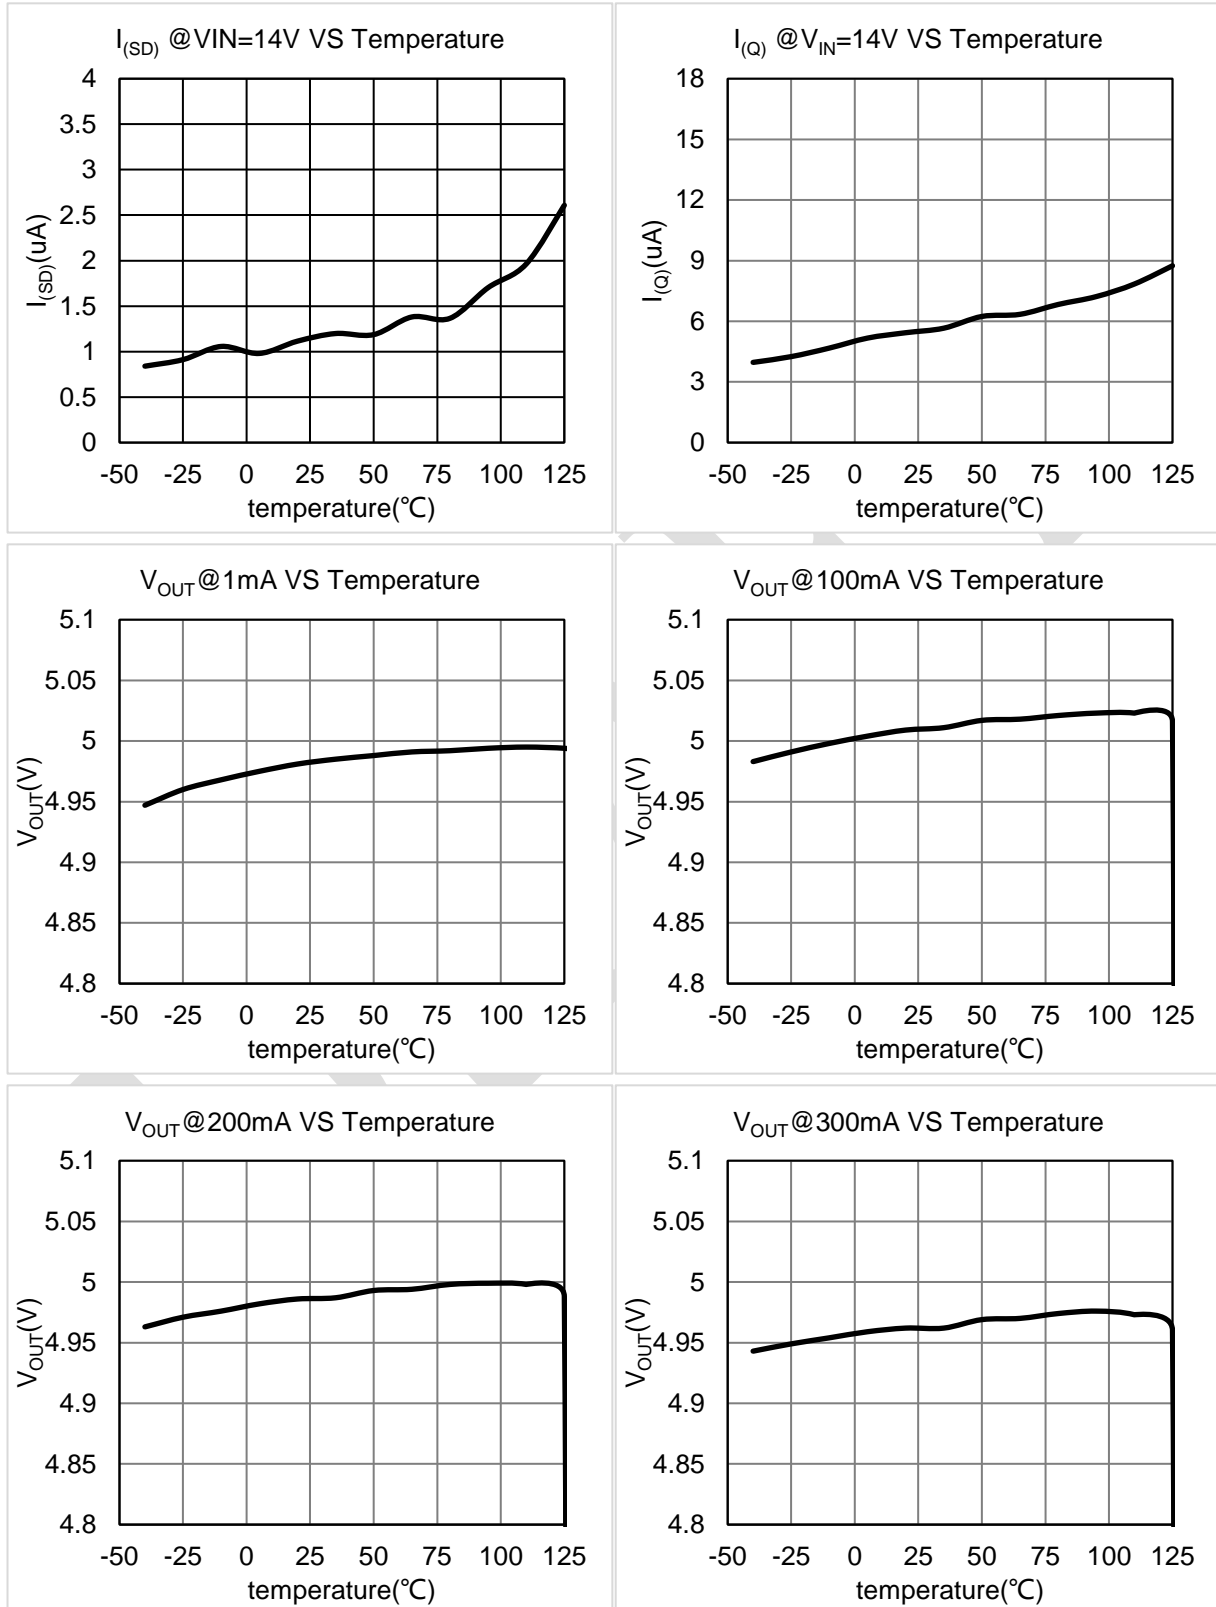 I(SD) @VIN=14V VS Temperature
4
3.5
3
2.5
2
1.5
1
0.5
0
I(SD)(uA)
-50 -25 0 25 50 75 100 125
temperature(℃)
I(Q) @VIN=14V VS Temperature
18
15
12
9
6
3
0
I(Q)(uA)
-50 -25 0 25 50 75 100 125
temperature(℃)
VOUT@1mA VS Temperature
5.1
5.05
5
4.95
4.9
4.85
4.8
VOUT(V)
-50 -25 0 25 50 75 100 125
temperature(℃)
VOUT@100mA VS Temperature
5.1
5.05
5
4.95
4.9
4.85
4.8
VOUT(V)
-50 -25 0 25 50 75 100 125
temperature(℃)
VOUT@200mA VS Temperature
5.1
5.05
5
4.95
4.9
4.85
4.8
VOUT(V)
-50 -25 0 25 50 75 100 125
temperature(℃)
VOUT@300mA VS Temperature
5.1
5.05
5
4.95
4.9
4.85
4.8
VOUT(V)
-50 -25 0 25 50 75 100 125
temperature(℃)